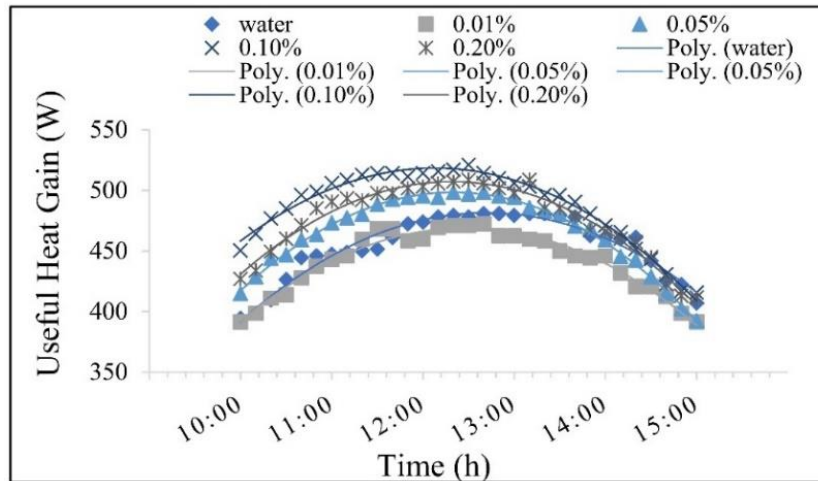 water 0.01% 0.05%
0.10% 0.20% Poly. (water)
Poly. (0.01%) Poly. (0.05%) Poly. (0.05%)
Poly. (0.10%) Poly. (0.20%)
Useful Heat Gain (W)
550
500
450
400
350
10:00 11:00 12:00 13:00 14:00 15:00
Time (h)